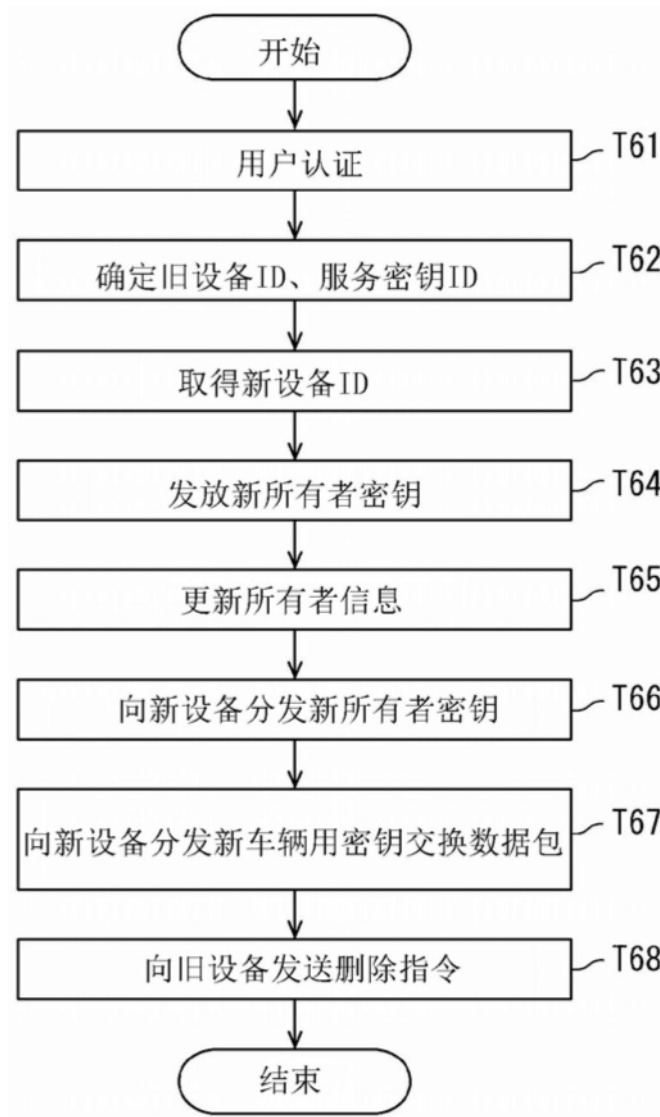 开始
用户认证
T61
确定旧设备ID、服务密钥ID
T62
取得新设备ID
T63
发放新所有者密钥
T64
更新所有者信息
T65
向新设备分发新所有者密钥
T66
向新设备分发新车辆用密钥交换数据包
T67
向旧设备发送删除指令
T68
结束